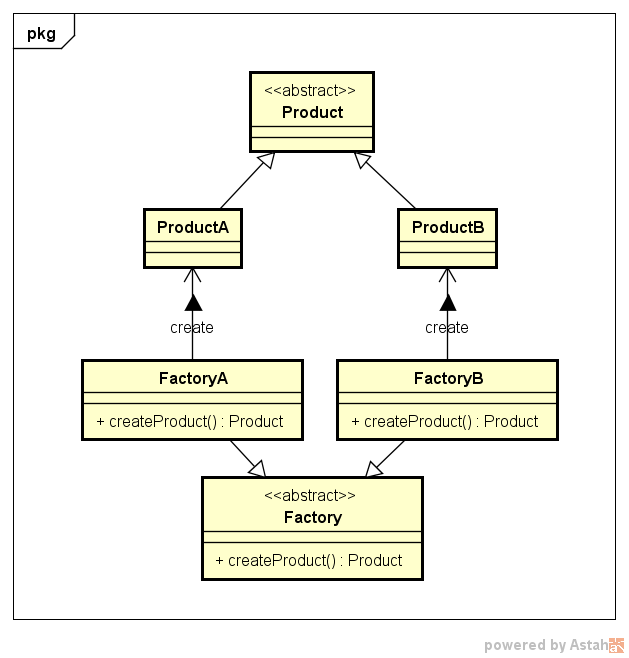 pkg
<<abstract>>
Product
ProductA
ProductB
create
create
FactoryA
+ createProduct() : Product
FactoryB
+ createProduct() : Product
<<abstract>>
Factory
+ createProduct() : Product
powered by Astah